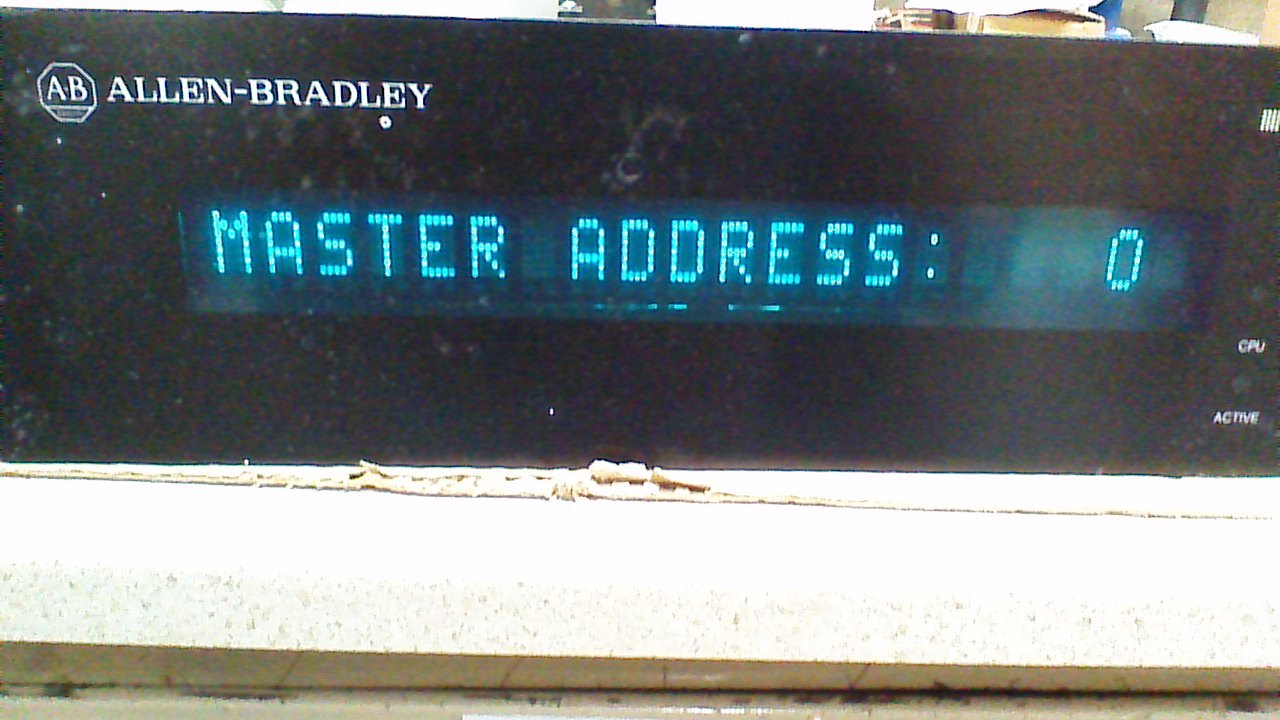 AB ALLEN-BRADLEY
MASTER ADDRESS: 0
CPU
ACTIVE